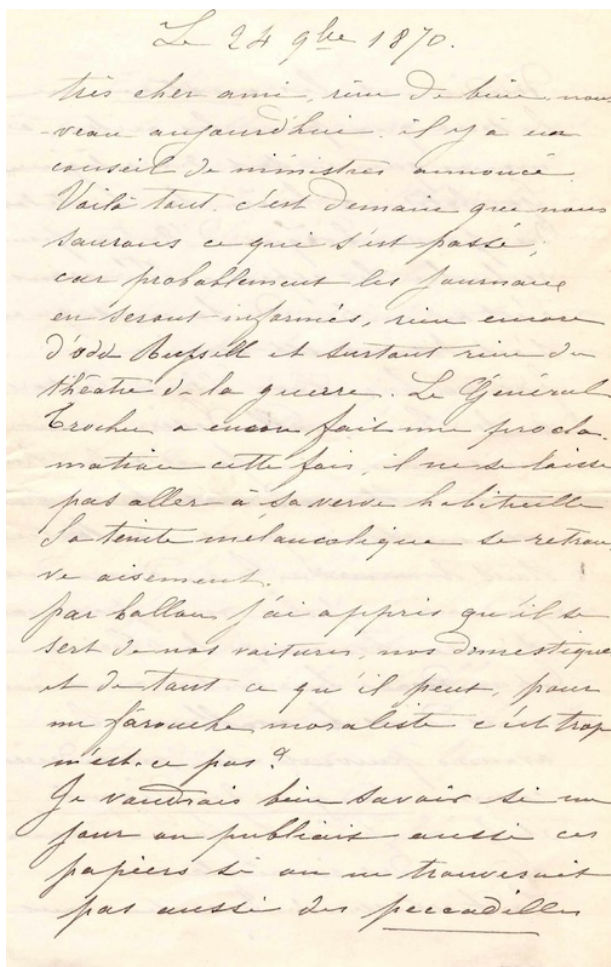 Le 24 9bre 1870.
très cher ami, rien de bien nou
-veau aujourd'hui. il y a un
conseil de ministres annoncé.
Voilà tout. c'est demain que nous
saurons ce qui s'est passé;
car probablement les journaux
en seront informés, rien encore
d'odd Russell et surtout rien du
théatre de la guerre. Le Général
Trochu a encore fait une procla-
mation cette fois, il ne se laisse
pas aller à sa verve habituelle
Sa teinte mélancolique se retrou
ve aisement.
par ballon j'ai appris qu'il se
sert de nos voitures, nos domestiques
et de tout ce qu'il peut, pour
un farouche moraliste c'est trop
n'est-ce pas?
Je voudrais bien savoir si un
jour on publiait aussi ces
papiers si on ne trouverait
pas aussi des peccadilles